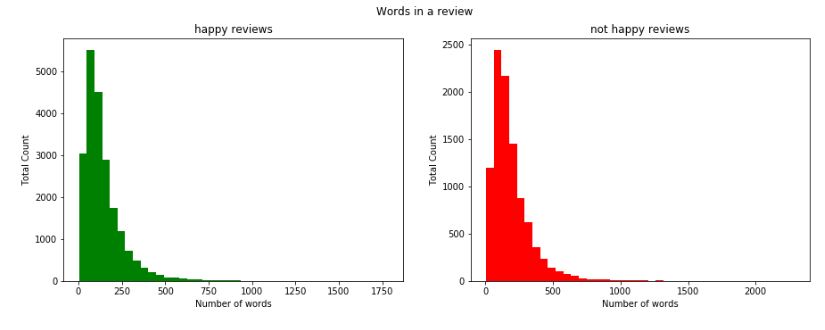 Words in a review
happy reviews
5000
4000
3000
2000
1000
0
Total Count
0 250 500 750 1000 1250 1500 1750
Number of words
not happy reviews
2500
2000
1500
1000
500
0
Total Count
0 500 1000 1500 2000
Number of words